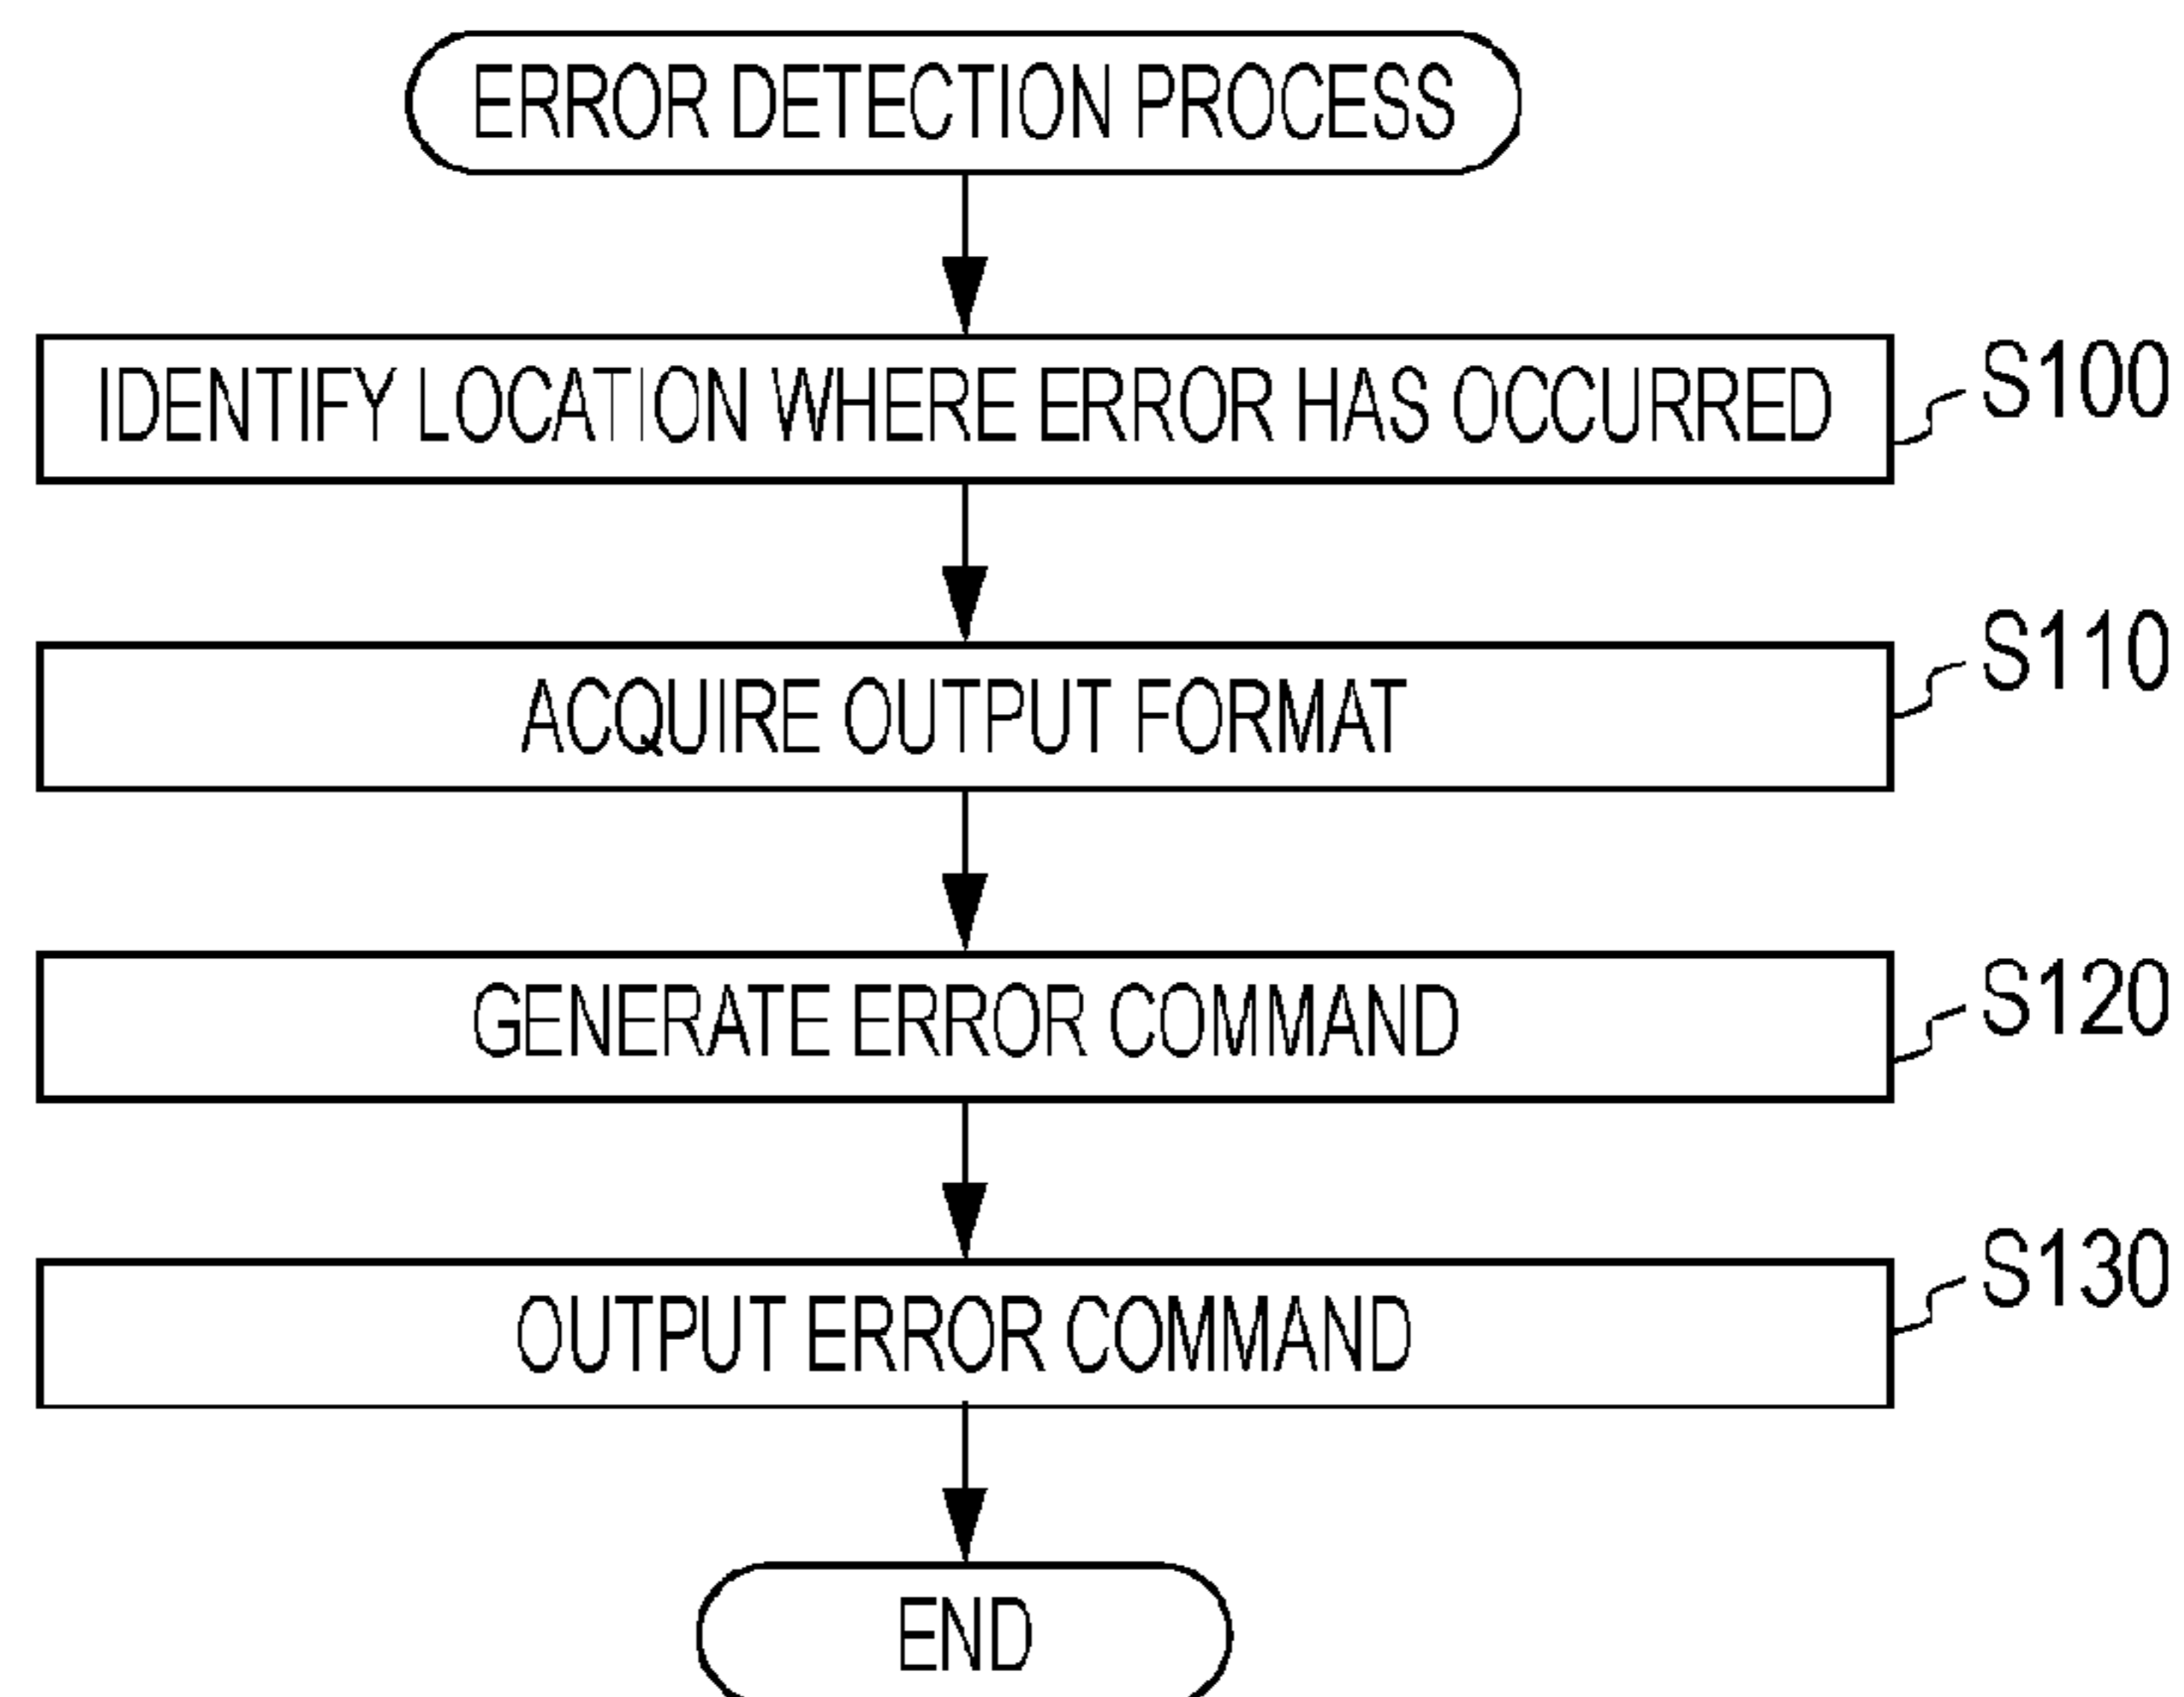 ERROR DETECTION PROCESS
IDENTIFY LOCATION WHERE ERROR HAS OCCURRED
S100
ACQUIRE OUTPUT FORMAT
S110
GENERATE ERROR COMMAND
S120
OUTPUT ERROR COMMAND
S130
END